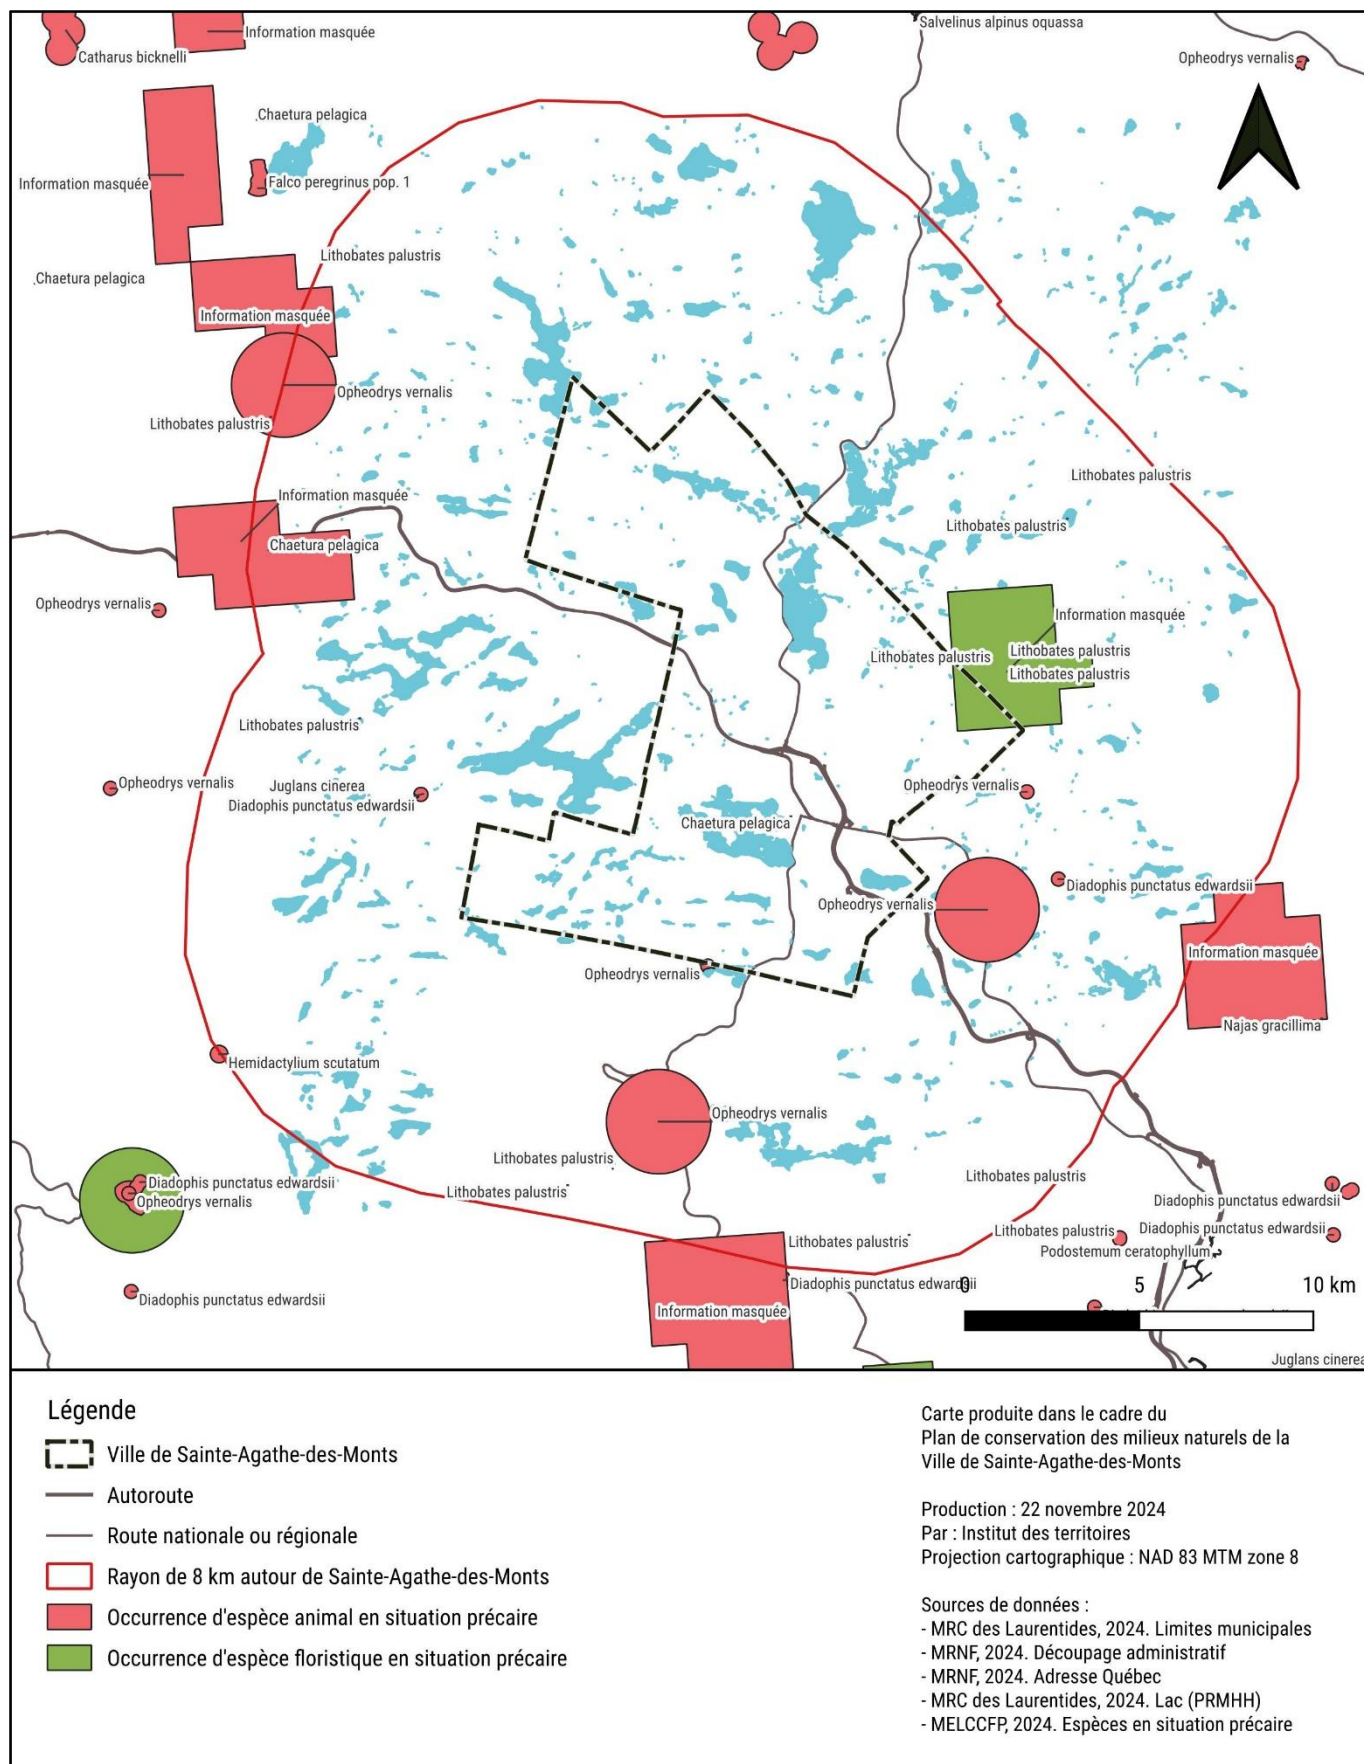 Salvelinus alpinus oquassa
Information masquée
Catharus bicknelli
Opheodrys vernalis
Chaetura pelagica
Information masquée
Falco peregrinus pop. 1
Lithobates palustris
Chaetura pelagica
Information masquée
Opheodrys vernalis
Lithobates palustris
Lithobates palustris
Information masquée
Lithobates palustris
Chaetura pelagica
Opheodrys vernalis
Information masquée
Lithobates palustris
Lithobates palustris
Lithobates palustris
Lithobates palustris
Opheodrys vernalis
Juglans cinerea
Opheodrys vernalis
Diadophis punctatus edwardsii
Chaetura pelagica
Diadophis punctatus edwardsii
Opheodrys vernalis
Information masquée
Opheodrys vernalis
Najas gracillima
Hemidactylium scutatum
Opheodrys vernalis
Lithobates palustris
Lithobates palustris
Diadophis punctatus edwardsii
Lithobates palustris
Opheodrys vernalis
Diadophis punctatus edwardsii
Lithobates palustris
Diadophis punctatus edwardsii
Lithobates palustris
Podostemum ceratophyllum
Diadophis punctatus edwardsii
0 5 10 km
Diadophis punctatus edwardsii
Information masquée
Juglans cinerea
Légende
Ville de Sainte-Agathe-des-Monts
Autoroute
Route nationale ou régionale
Rayon de 8 km autour de Sainte-Agathe-des-Monts
Occurrence d'espèce animal en situation précaire
Occurrence d'espèce floristique en situation précaire
Carte produite dans le cadre du
Plan de conservation des milieux naturels de la
Ville de Sainte-Agathe-des-Monts
Production : 22 novembre 2024
Par : Institut des territoires
Projection cartographique : NAD 83 MTM zone 8
Sources de données :
- MRC des Laurentides, 2024. Limites municipales
- MRNF, 2024. Découpage administratif
- MRNF, 2024. Adresse Québec
- MRC des Laurentides, 2024. Lac (PRMHH)
- MELCCFP, 2024. Espèces en situation précaire